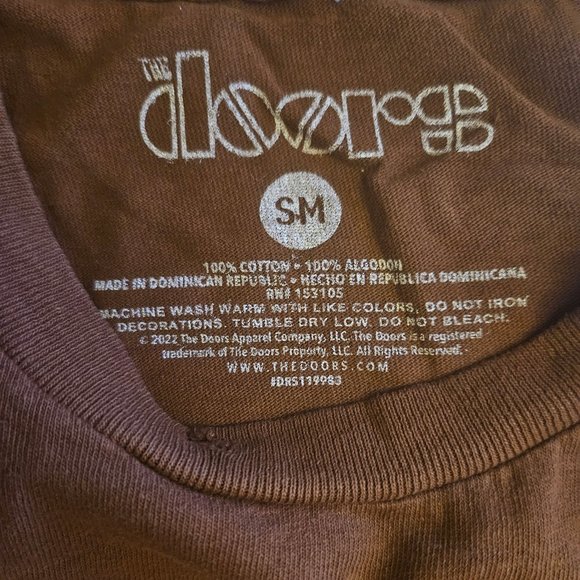 THE
doors
SM
100% COTTON • 100% ALGODON
MADE IN DOMINICAN REPUBLIC • HECHO EN REPUBLICA DOMINICANA
RN# 153105
MACHINE WASH WARM WITH LIKE COLORS, DO NOT IRON
DECORATIONS. TUMBLE DRY LOW. DO NOT BLEACH.
© 2022 The Doors Apparel Company, LLC. The Doors is a registered
trademark of The Doors Property, LLC. All Rights Reserved.
WWW.THEDOORS.COM
#DRS119983